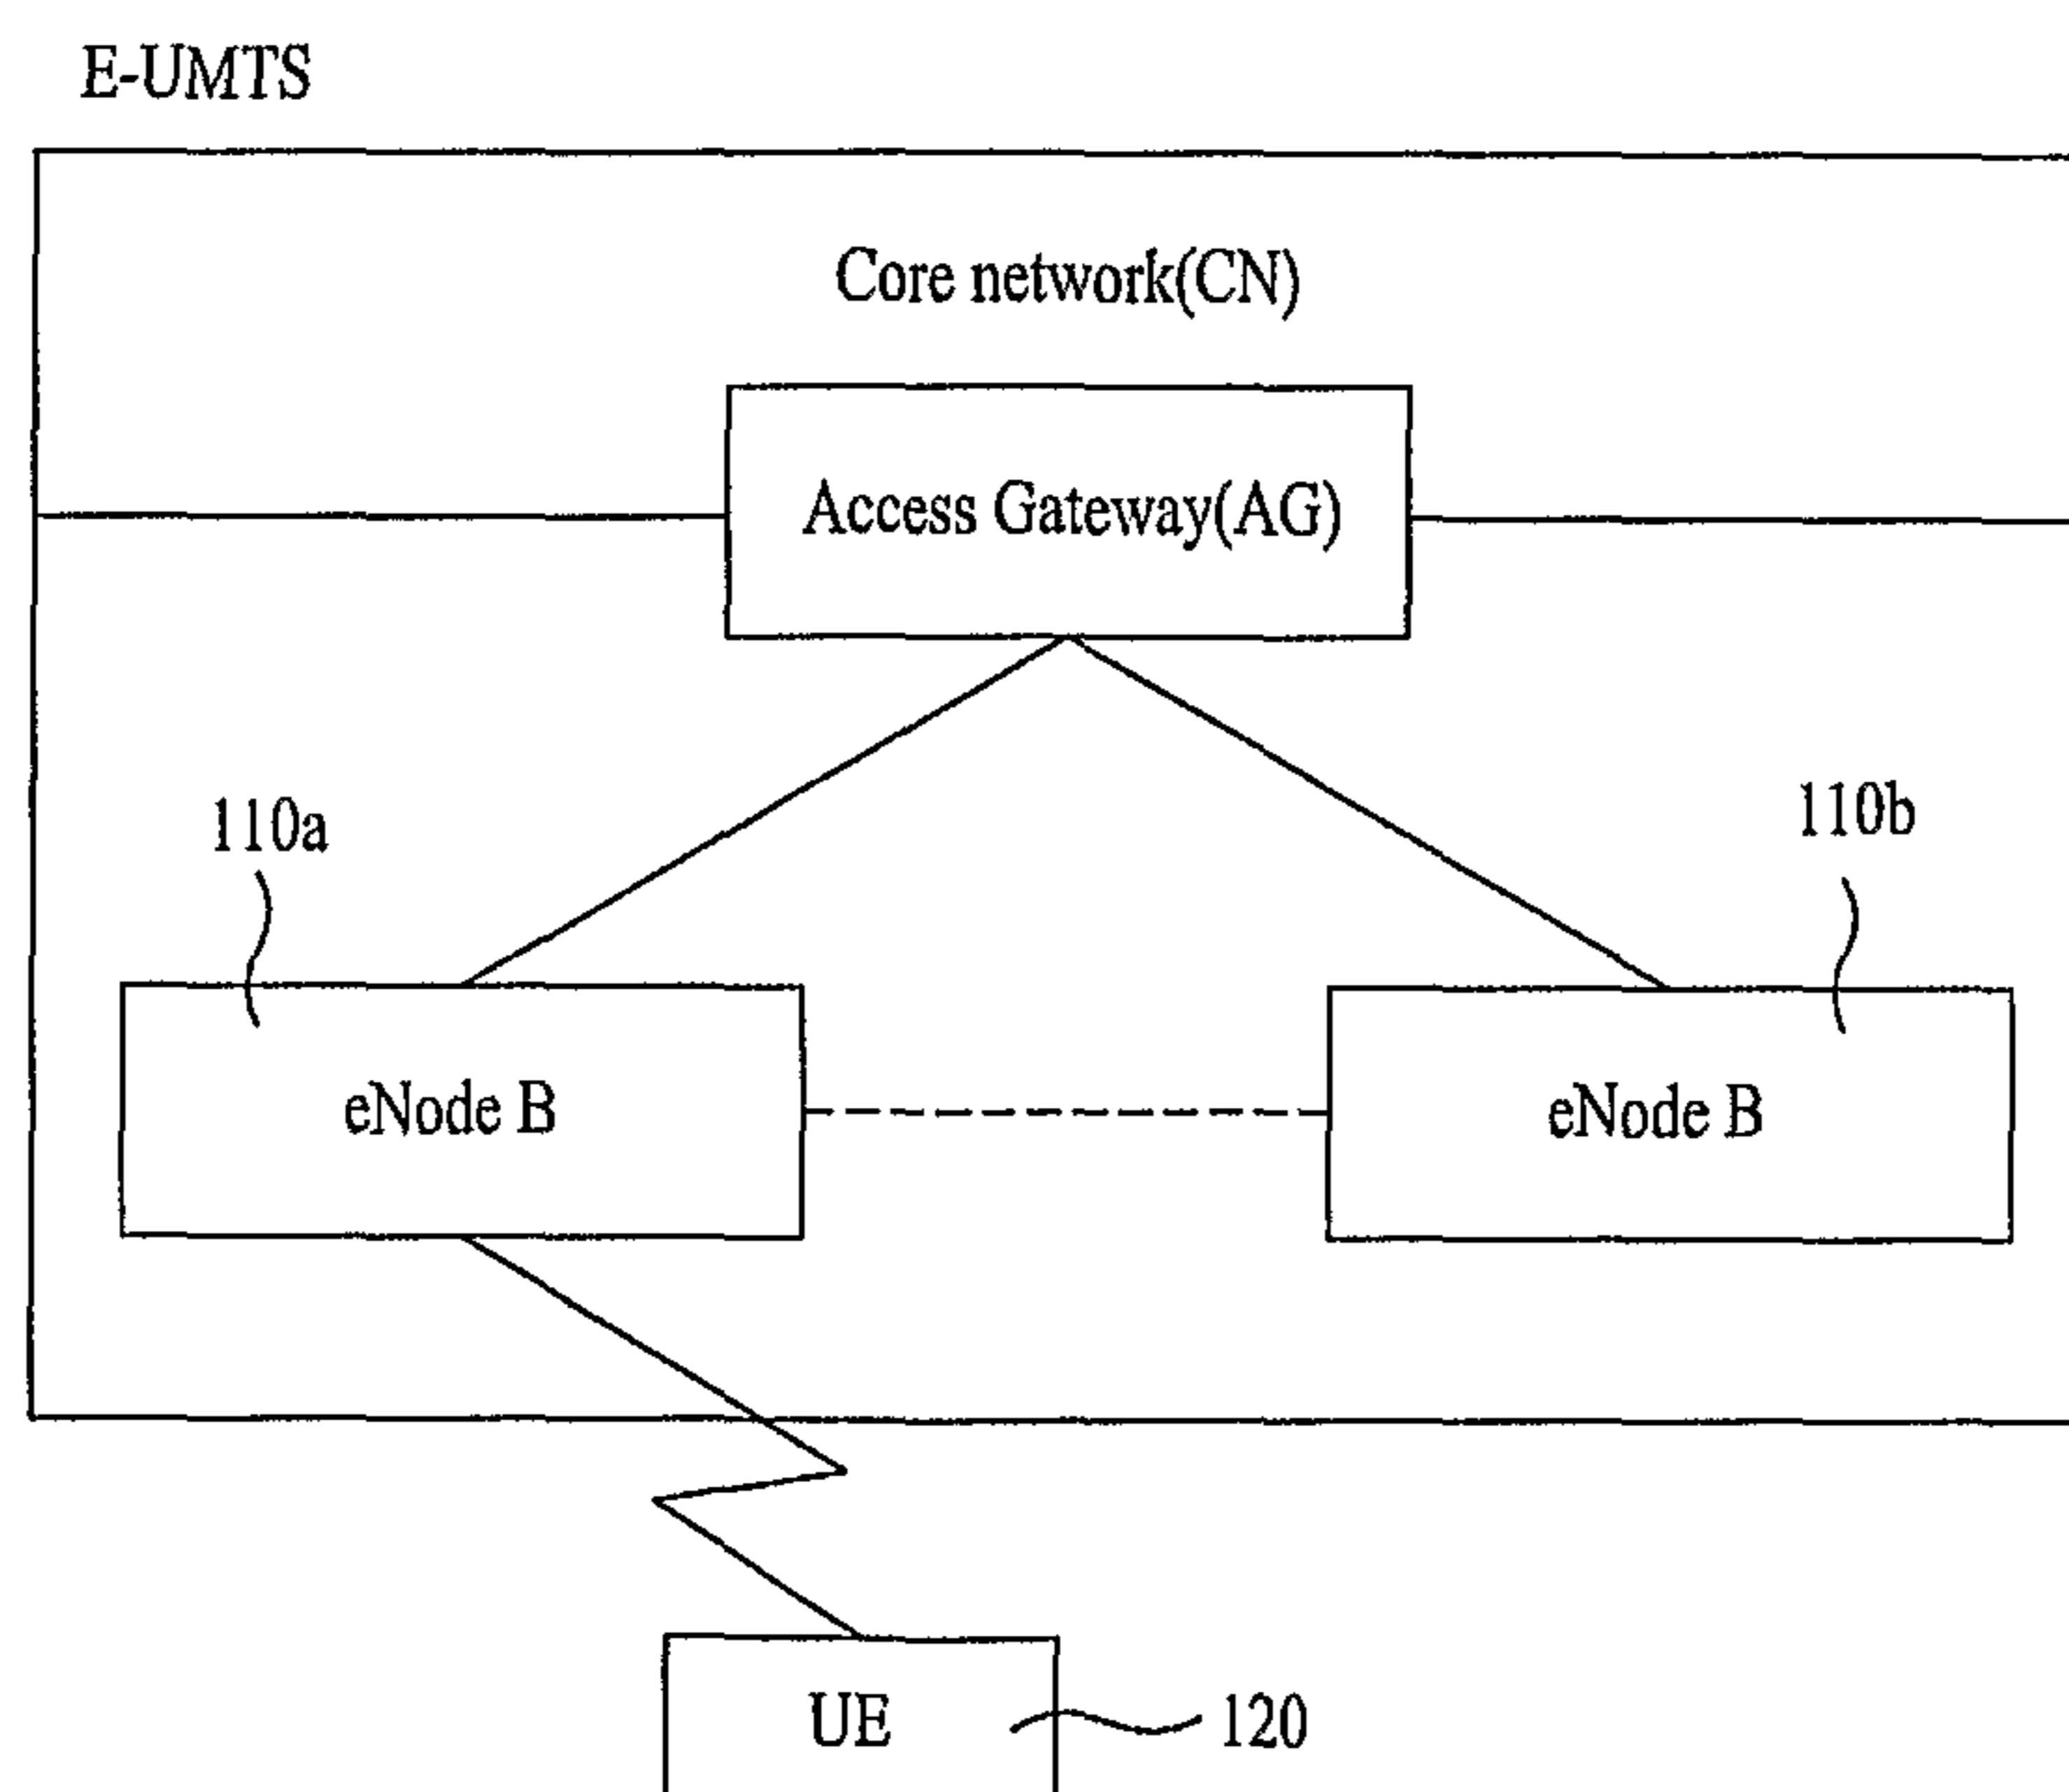 E-UMTS
Core network(CN)
Access Gateway(AG)
110a
110b
eNode B
eNode B
UE
120